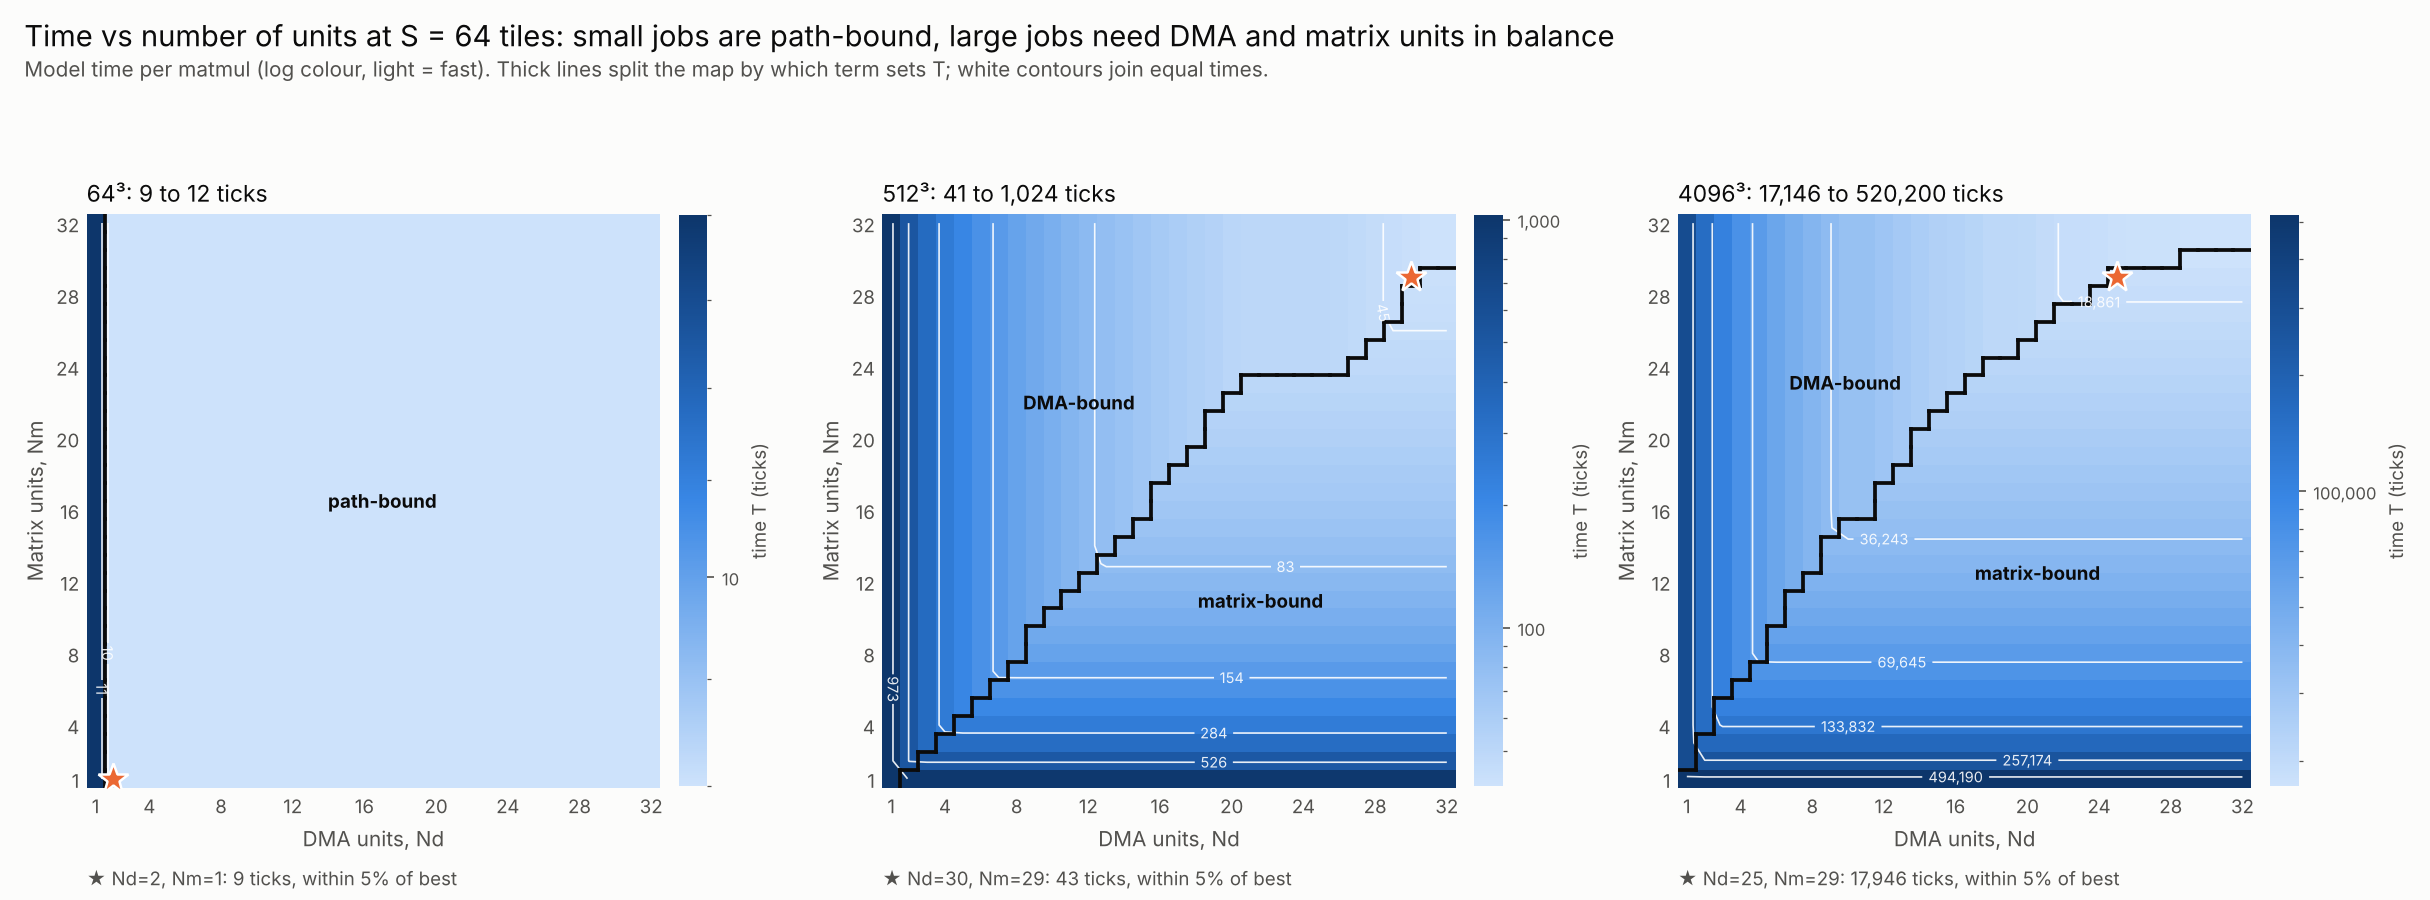 Time vs number of units at S = 64 tiles: small jobs are path-bound, large jobs need DMA and matrix units in balance
Model time per matmul (log colour, light = fast). Thick lines split the map by which term sets T; white contours join equal times.
64³: 9 to 12 ticks
32
28
24
20
16
12
8
4
1
Matrix units, Nm
path-bound
10
11
1 4 8 12 16 20 24 28 32
DMA units, Nd
10
time T (ticks)
★ Nd=2, Nm=1: 9 ticks, within 5% of best
512³: 41 to 1,024 ticks
32
28
24
20
16
12
8
4
1
Matrix units, Nm
45
DMA-bound
83
matrix-bound
154
973
284
526
1 4 8 12 16 20 24 28 32
DMA units, Nd
1,000
100
time T (ticks)
★ Nd=30, Nm=29: 43 ticks, within 5% of best
4096³: 17,146 to 520,200 ticks
32
28
24
20
16
12
8
4
1
Matrix units, Nm
18,861
DMA-bound
36,243
matrix-bound
69,645
133,832
257,174
494,190
1 4 8 12 16 20 24 28 32
DMA units, Nd
100,000
time T (ticks)
★ Nd=25, Nm=29: 17,946 ticks, within 5% of best